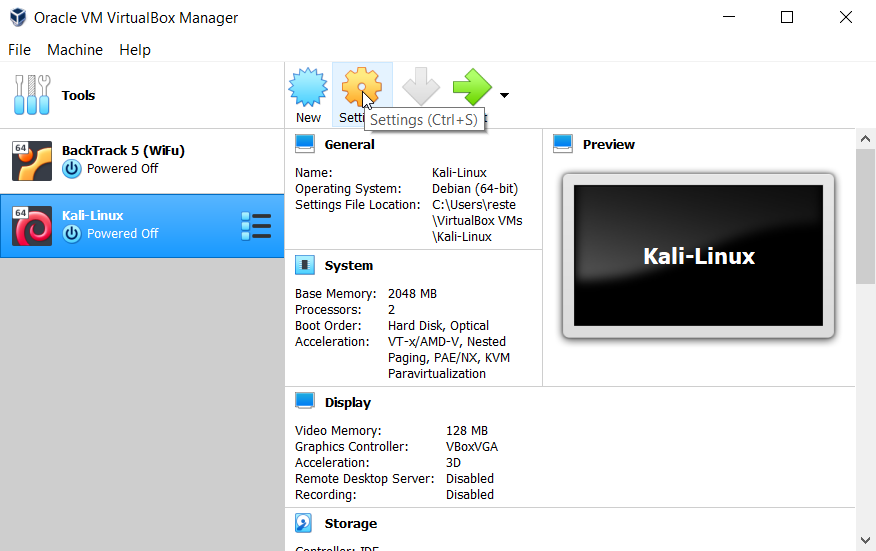 Oracle VM VirtualBox Manager
File Machine Help
Tools
New
Settings (Ctrl+S)
64
BackTrack 5 (WiFu)
Powered Off
64
Kali-Linux
Powered Off
General
Name: Kali-Linux
Operating System: Debian (64-bit)
Settings File Location: C:\Users\reste
\VirtualBox VMs
\Kali-Linux
Preview
Kali-Linux
System
Base Memory: 2048 MB
Processors: 2
Boot Order: Hard Disk, Optical
Acceleration: VT-x/AMD-V, Nested
Paging, PAE/NX, KVM
Paravirtualization
Display
Video Memory: 128 MB
Graphics Controller: VBoxVGA
Acceleration: 3D
Remote Desktop Server: Disabled
Recording: Disabled
Storage
Controller: IDE